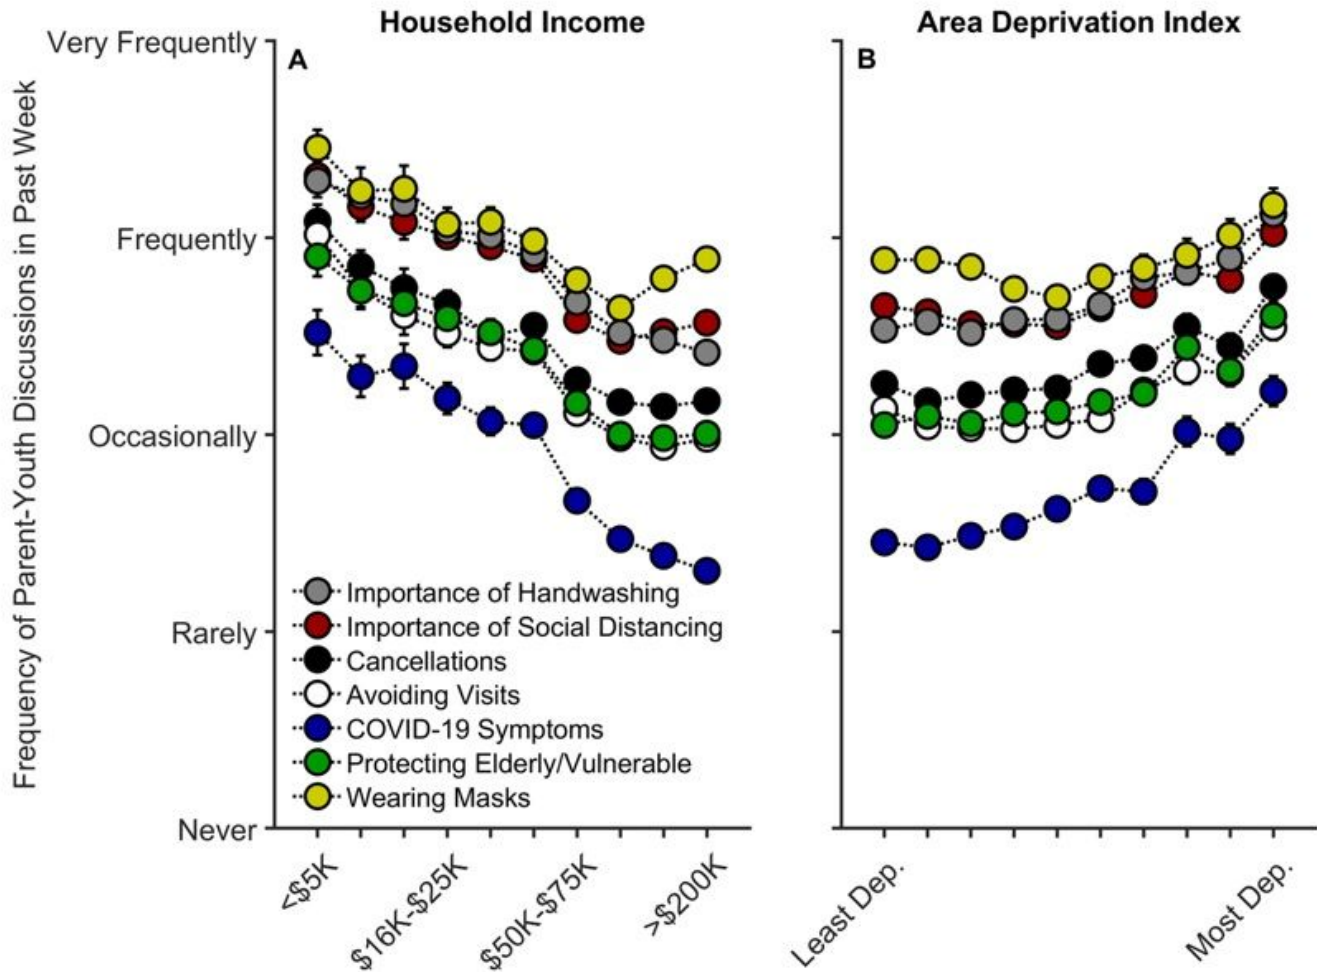 Household Income
Area Deprivation Index
A
B
Frequency of Parent-Youth Discussions in Past Week
Very Frequently
Frequently
Occasionally
Rarely
Never
Importance of Handwashing
Importance of Social Distancing
Cancellations
Avoiding Visits
COVID-19 Symptoms
Protecting Elderly/Vulnerable
Wearing Masks
<$5K
$16K-$25K
$50K-$75K
>$200K
Least Dep.
Most Dep.